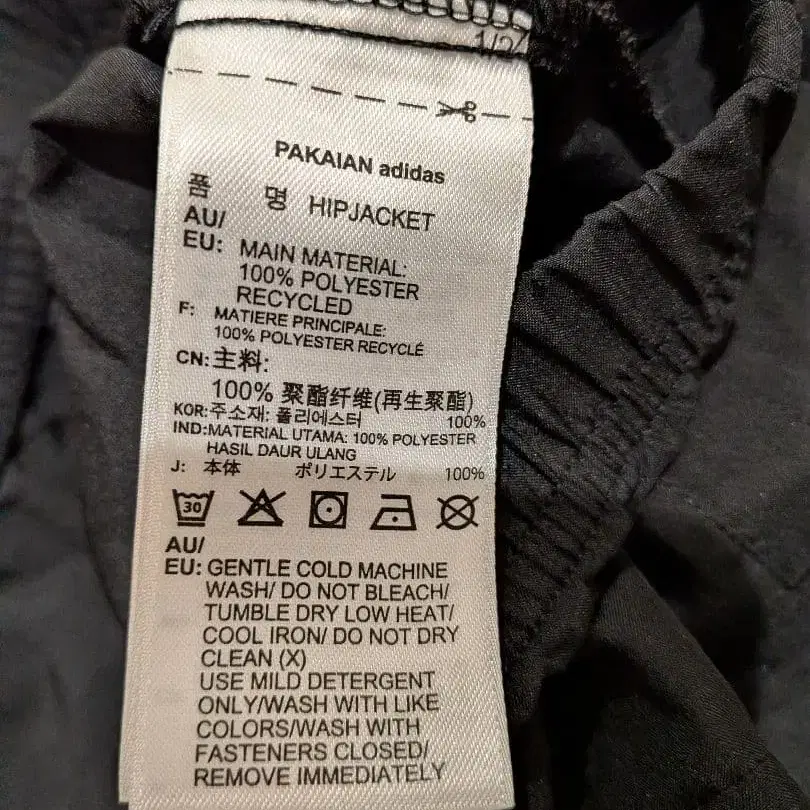 1/2
PAKAIAN adidas
품 명 HIPJACKET
AU/
EU: MAIN MATERIAL:
100% POLYESTER
RECYCLED
F: MATIERE PRINCIPALE:
100% POLYESTER RECYCLÉ
CN:主料:
100% 聚酯纤维(再生聚酯)
KOR:주소재: 폴리에스터 100%
IND:MATERIAL UTAMA: 100% POLYESTER
HASIL DAUR ULANG
J: 本体 ポリエステル 100%
30
AU/
EU: GENTLE COLD MACHINE
WASH/ DO NOT BLEACH/
TUMBLE DRY LOW HEAT/
COOL IRON/ DO NOT DRY
CLEAN (X)
USE MILD DETERGENT
ONLY/WASH WITH LIKE
COLORS/WASH WITH
FASTENERS CLOSED/
REMOVE IMMEDIATELY